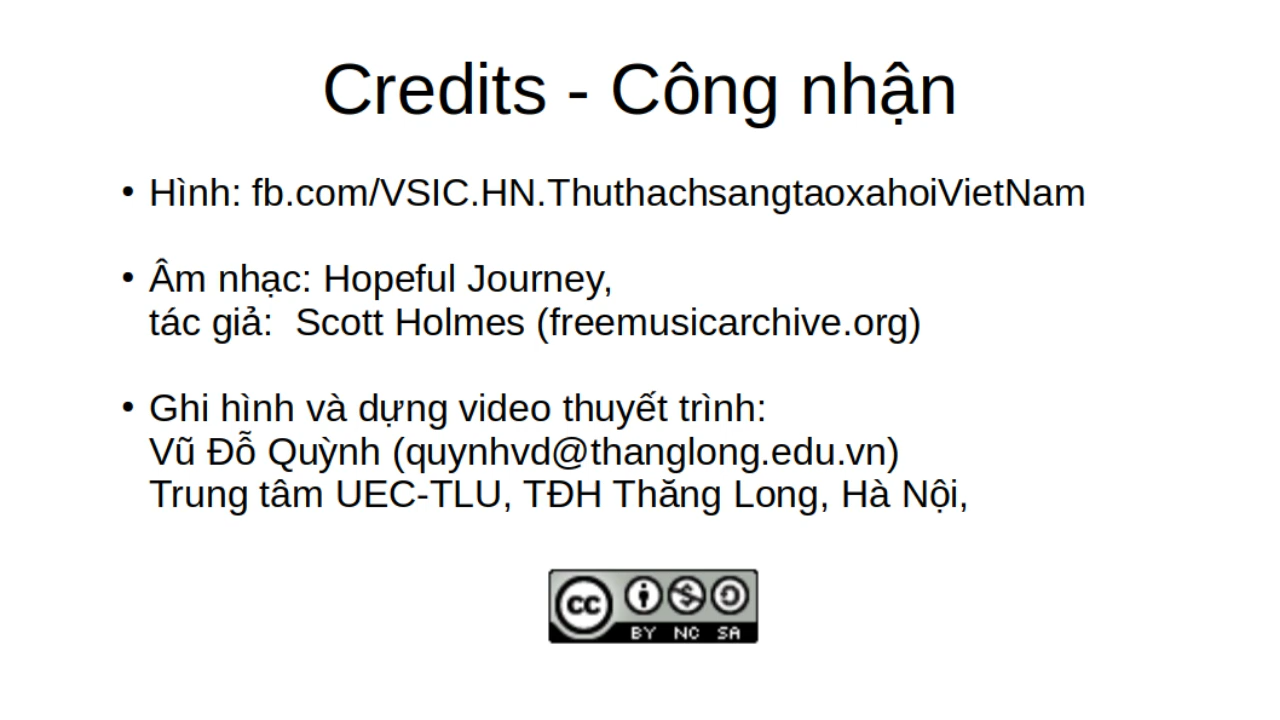 Credits - Công nhận
• Hình: fb.com/VSIC.HN.ThuthachsangtaoxahoiVietNam
• Âm nhạc: Hopeful Journey,
tác giả:  Scott Holmes (freemusicarchive.org)
• Ghi hình và dựng video thuyết trình:
Vũ Đỗ Quỳnh (quynhvd@thanglong.edu.vn)
Trung tâm UEC-TLU, TĐH Thăng Long, Hà Nội,
cc
BY NC SA